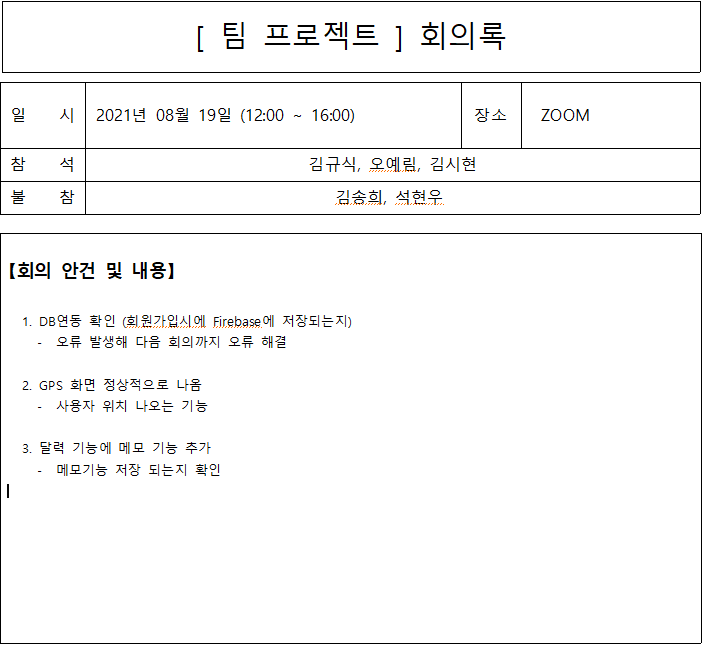 [ 팀 프로젝트 ] 회의록
일 시 2021년 08월 19일 (12:00 ~ 16:00) 장소 ZOOM
참 석 김규식, 오예림, 김시현
불 참 김송희, 석현우
【회의 안건 및 내용】
1. DB연동 확인 (회원가입시에 Firebase에 저장되는지)
- 오류 발생해 다음 회의까지 오류 해결
2. GPS 화면 정상적으로 나옴
- 사용자 위치 나오는 기능
3. 달력 기능에 메모 기능 추가
- 메모기능 저장 되는지 확인